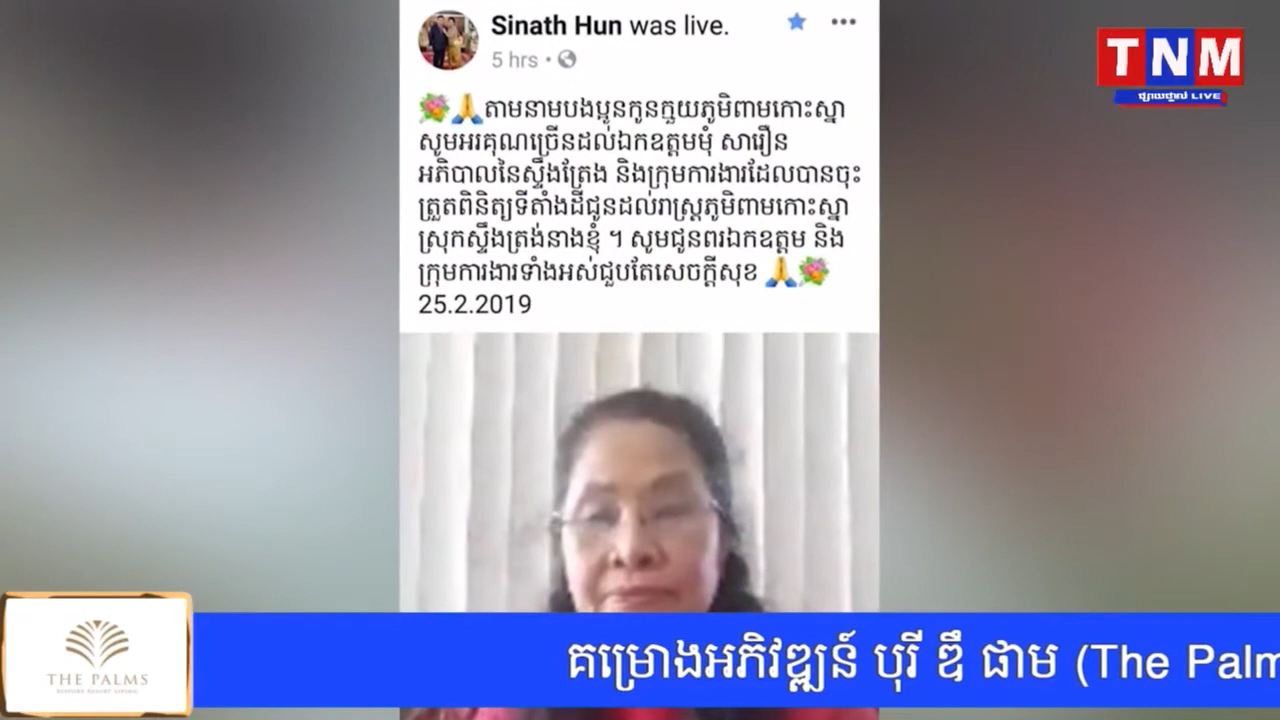 Sinath Hun was live.
5 hrs
TNM
ផ្សាយផ្ទាល់ LIVE
តាមនាមបងប្អូនកូនក្មួយភូមិពាមកោះស្នា
សូមអរគុណច្រើនដល់ឯកឧត្តមមុំ សារឿន
អភិបាលនៃស្ទឹងត្រែង និងក្រុមការងារដែលបានចុះ
ត្រួតពិនិត្យទីតាំងដីជូនដល់រាស្ត្រភូមិពាមកោះស្នា
ស្រុកស្ទឹងត្រង់នាងខ្ញុំ ។ សូមជូនពរឯកឧត្តម និង
ក្រុមការងារទាំងអស់ជួបតែសេចក្ដីសុខ
25.2.2019
THE PALMS
គម្រោងអភិវឌ្ឍន៍ បុរី ឌឹ ផាម (The Palm